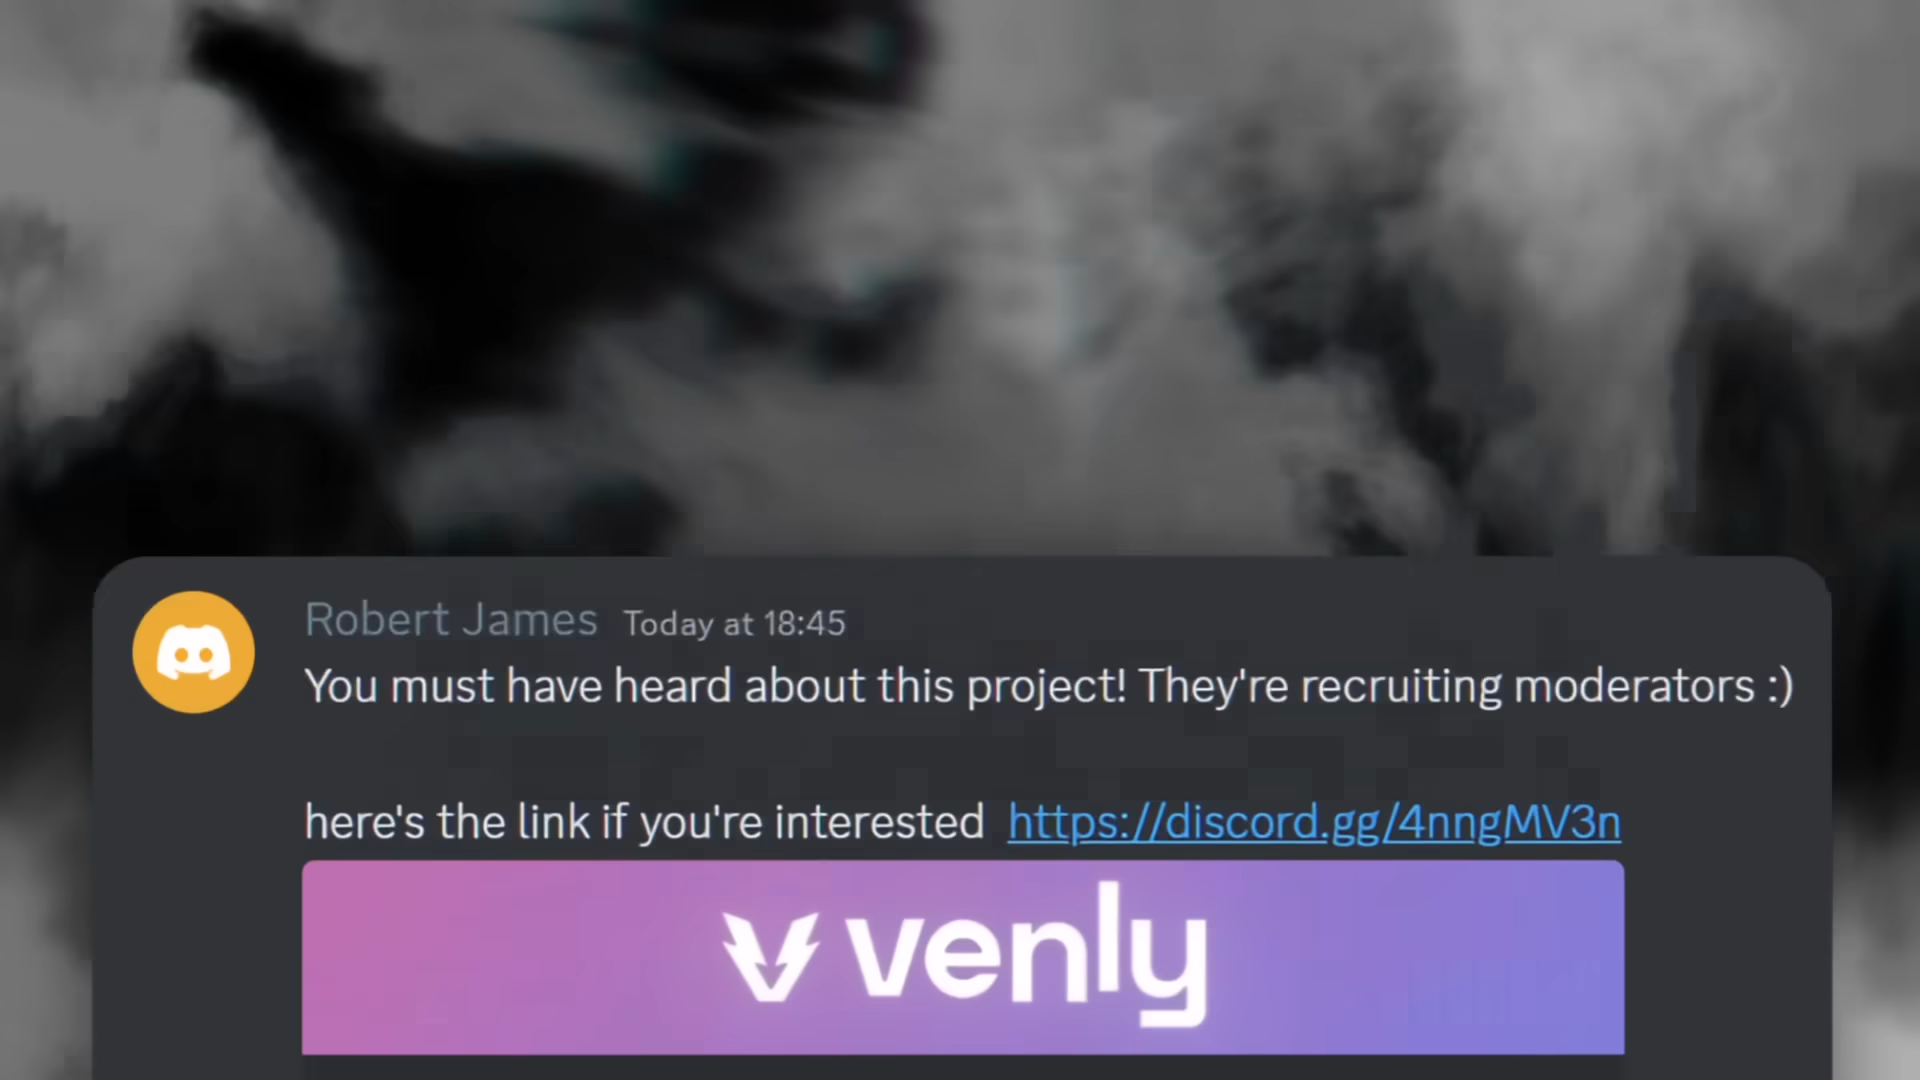 Robert James Today at 18:45
You must have heard about this project! They're recruiting moderators :)
here's the link if you're interested https://discord.gg/4nngMV3n
venly